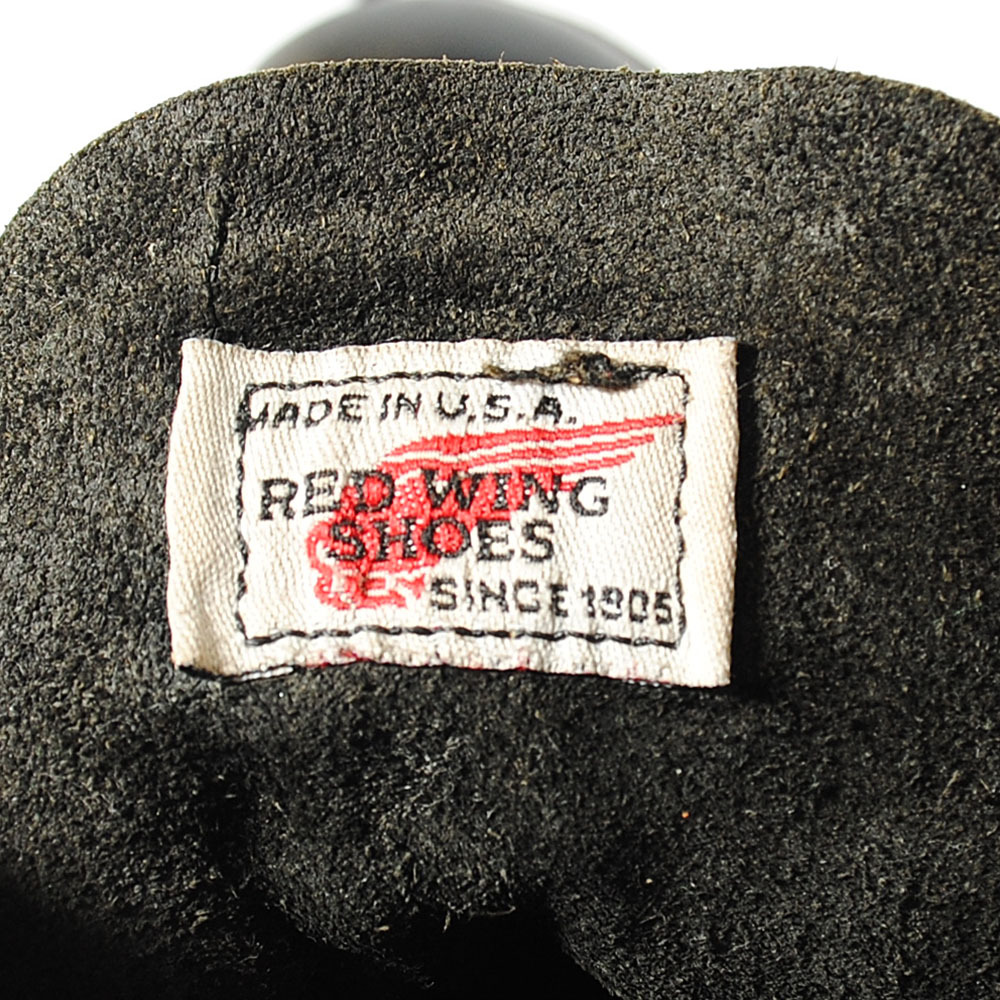 MADE IN U.S.A.
RED WING
SHOES
SINCE 1905